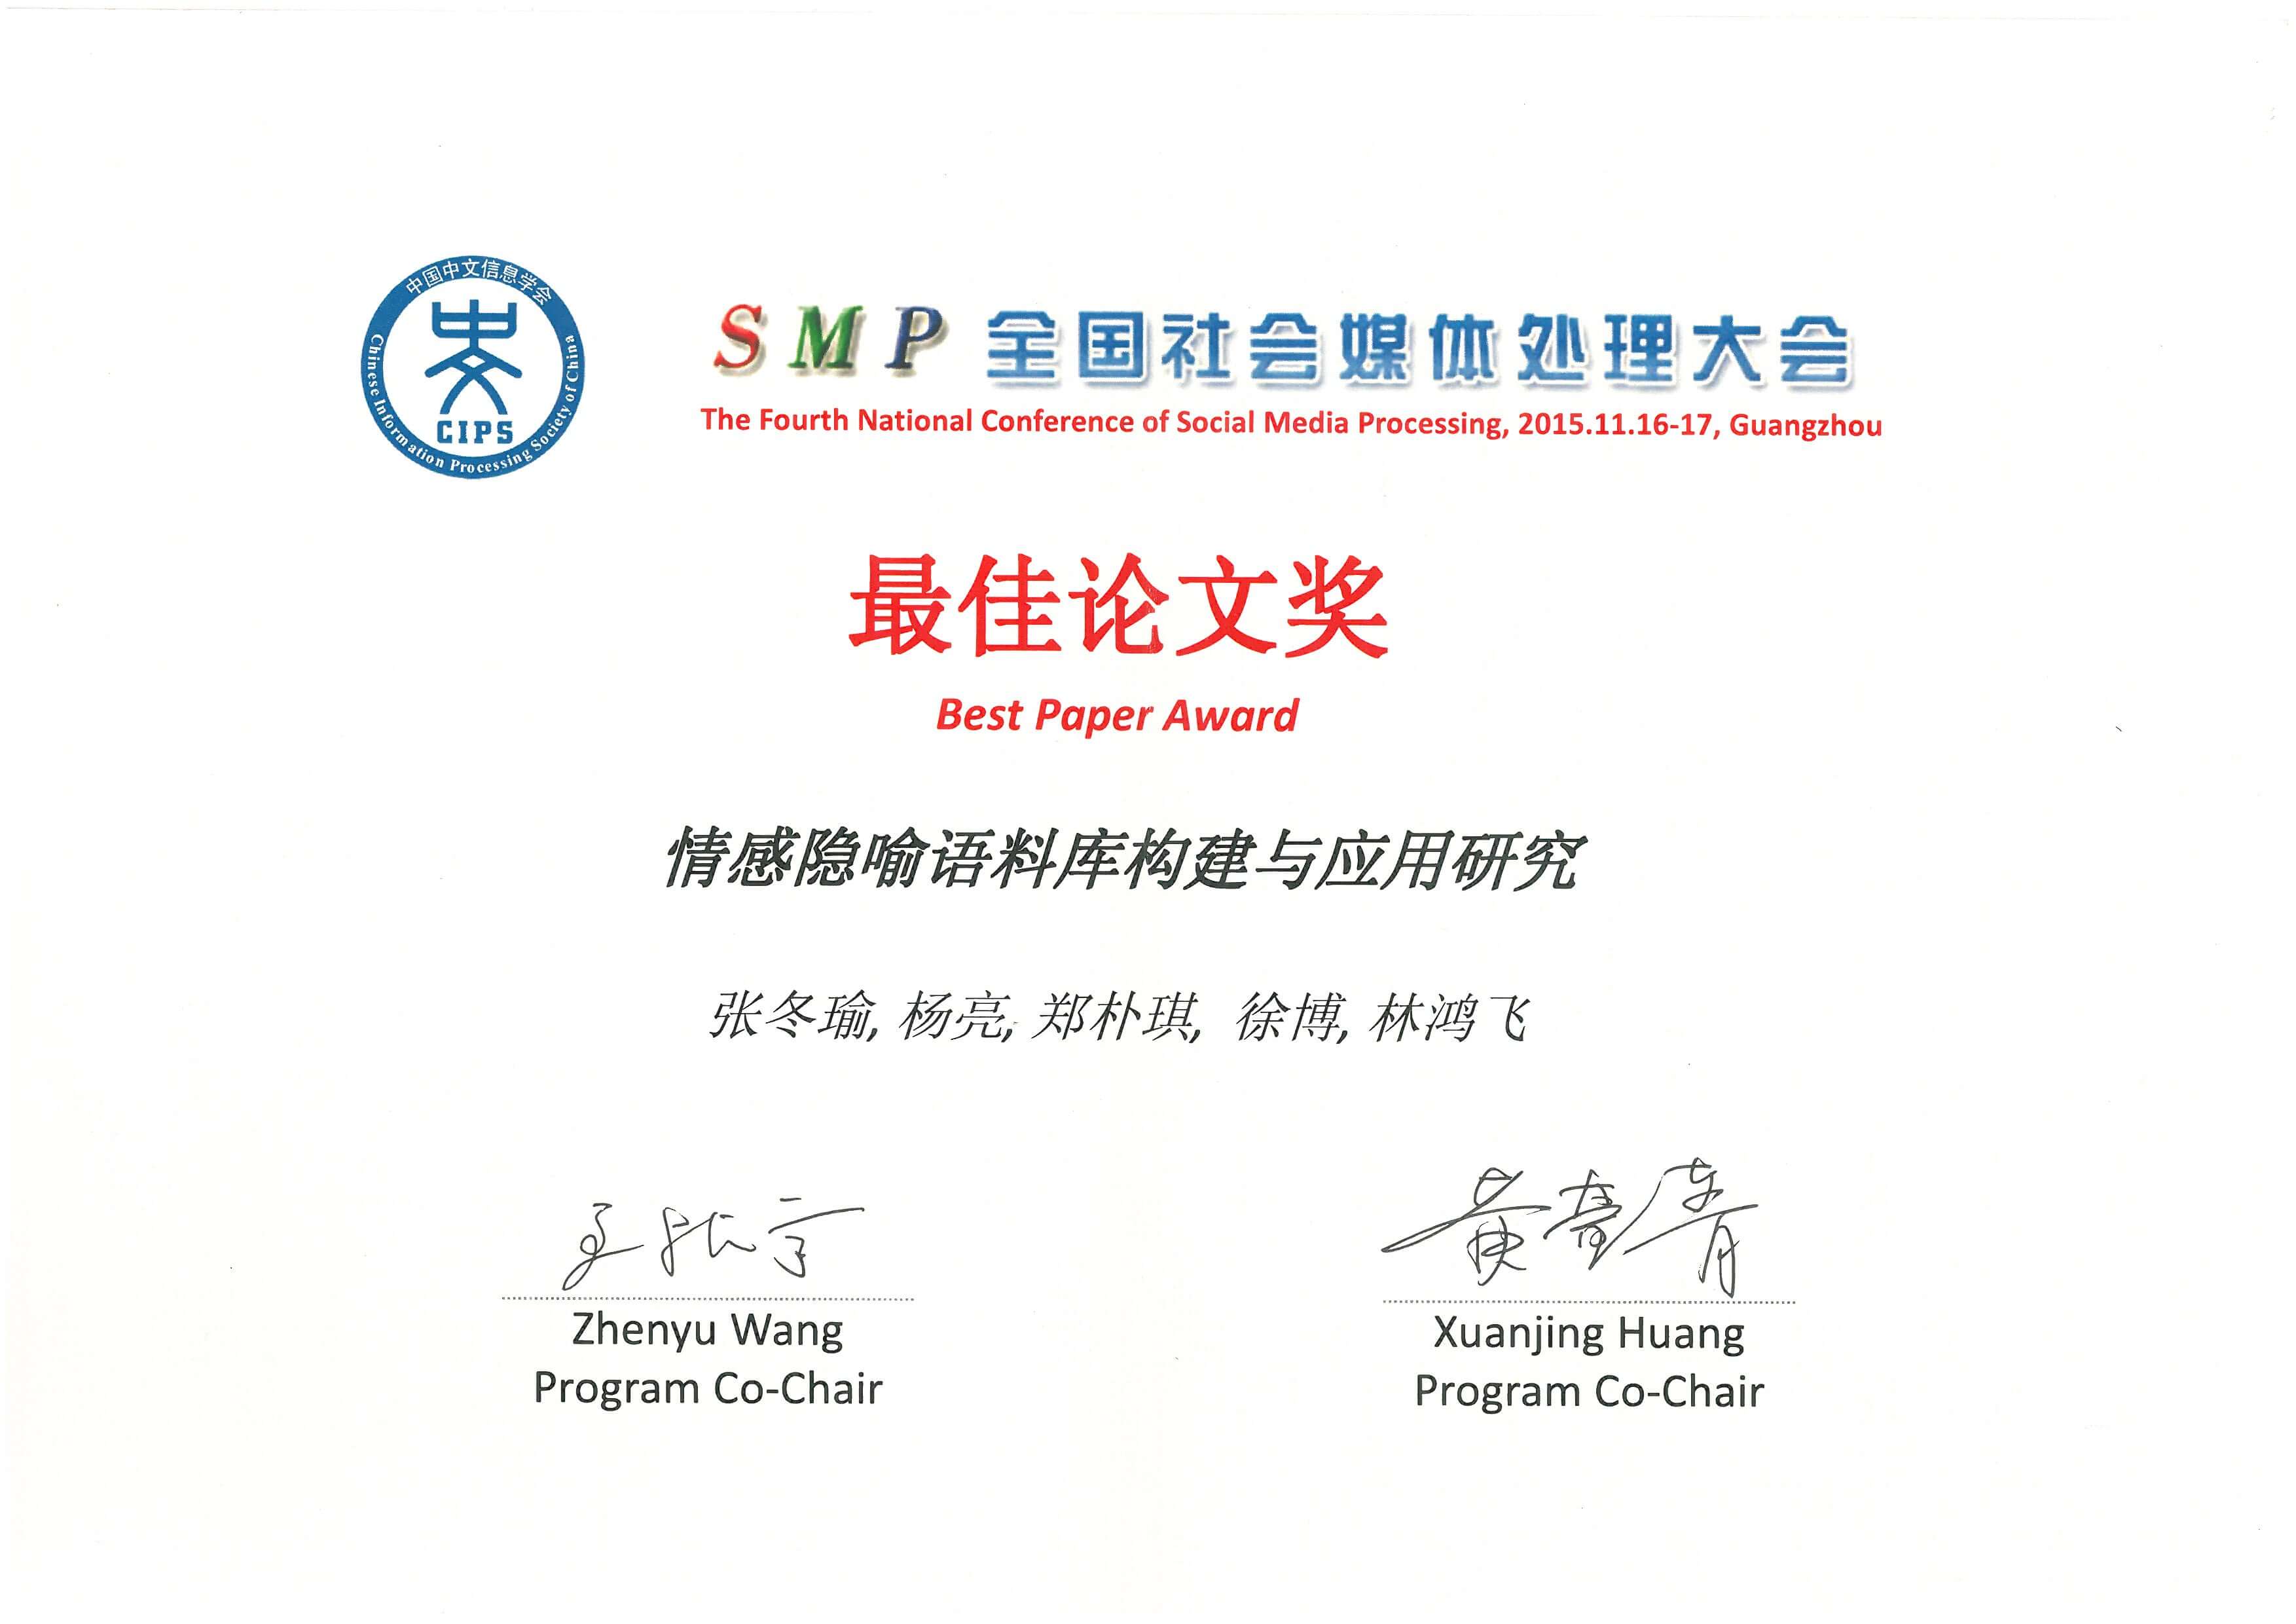 中国中文信息学会
CIPS
Chinese Information Processing Society of China
SMP 全国社会媒体处理大会
The Fourth National Conference of Social Media Processing, 2015.11.16-17, Guangzhou
最佳论文奖
Best Paper Award
情感隐喻语料库构建与应用研究
张冬瑜, 杨亮, 郑朴琪, 徐博, 林鸿飞
王振宇
黄萱菁
Zhenyu Wang
Xuanjing Huang
Program Co-Chair
Program Co-Chair